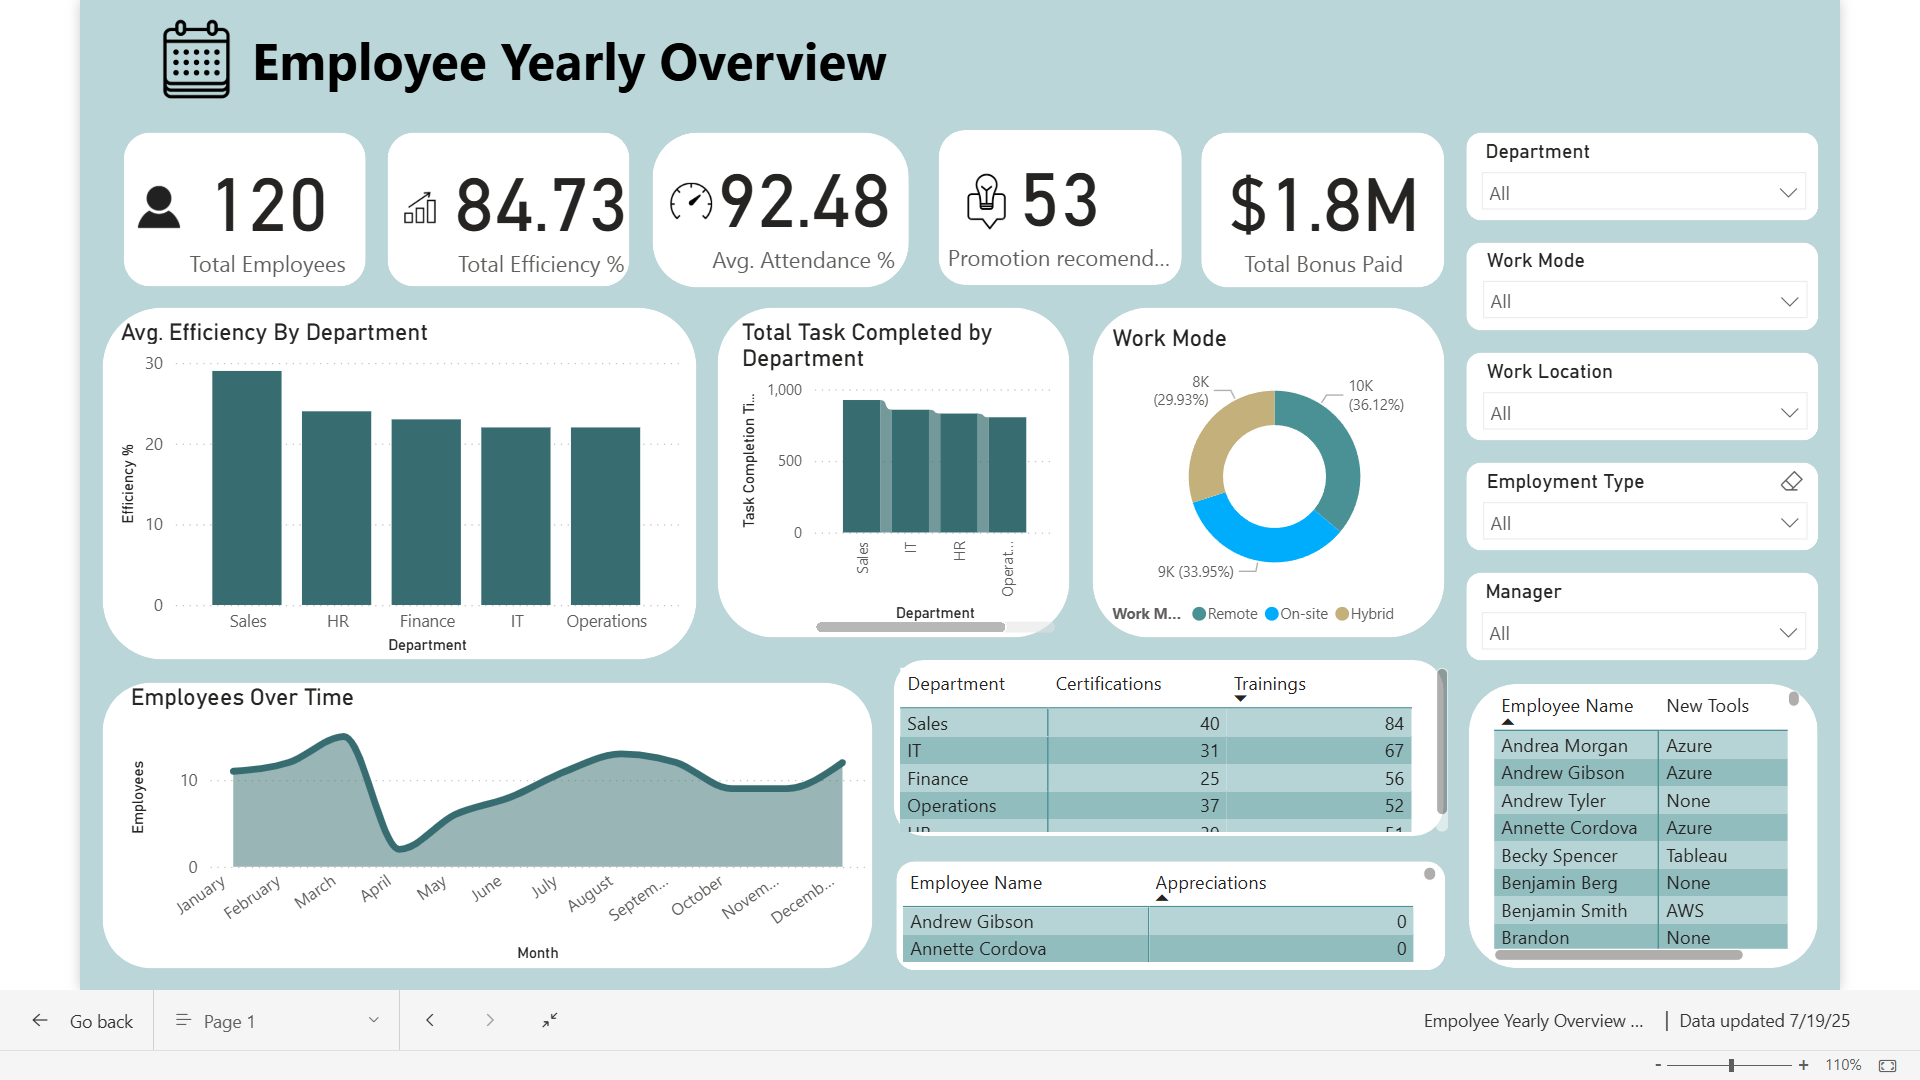 Employee Yearly Overview
120
Total Employees
84.73
Total Efficiency %
92.48
Avg. Attendance %
53
Promotion recomend...
$1.8M
Total Bonus Paid
Department
All
Work Mode
All
Work Location
All
Employment Type
All
Manager
All
Avg. Efficiency By Department
Efficiency %
30
20
10
0
Sales HR Finance IT Operations
Department
Total Task Completed by
Department
Task Completion Ti...
1,000
500
0
Sales IT HR Operat...
Department
Work Mode
8K
(29.93%)
10K
(36.12%)
9K (33.95%)
Work M... Remote On-site Hybrid
Employees Over Time
Employees
10
0
January February March April May June July August Septem... October Novem... Decemb...
Month
Department Certifications Trainings
Sales 40 84
IT 31 67
Finance 25 56
Operations 37 52
Employee Name Appreciations
Andrew Gibson 0
Annette Cordova 0
Employee Name New Tools
Andrea Morgan Azure
Andrew Gibson Azure
Andrew Tyler None
Annette Cordova Azure
Becky Spencer Tableau
Benjamin Berg None
Benjamin Smith AWS
Brandon None
Go back
Page 1
Empolyee Yearly Overview ... | Data updated 7/19/25
- + 110%